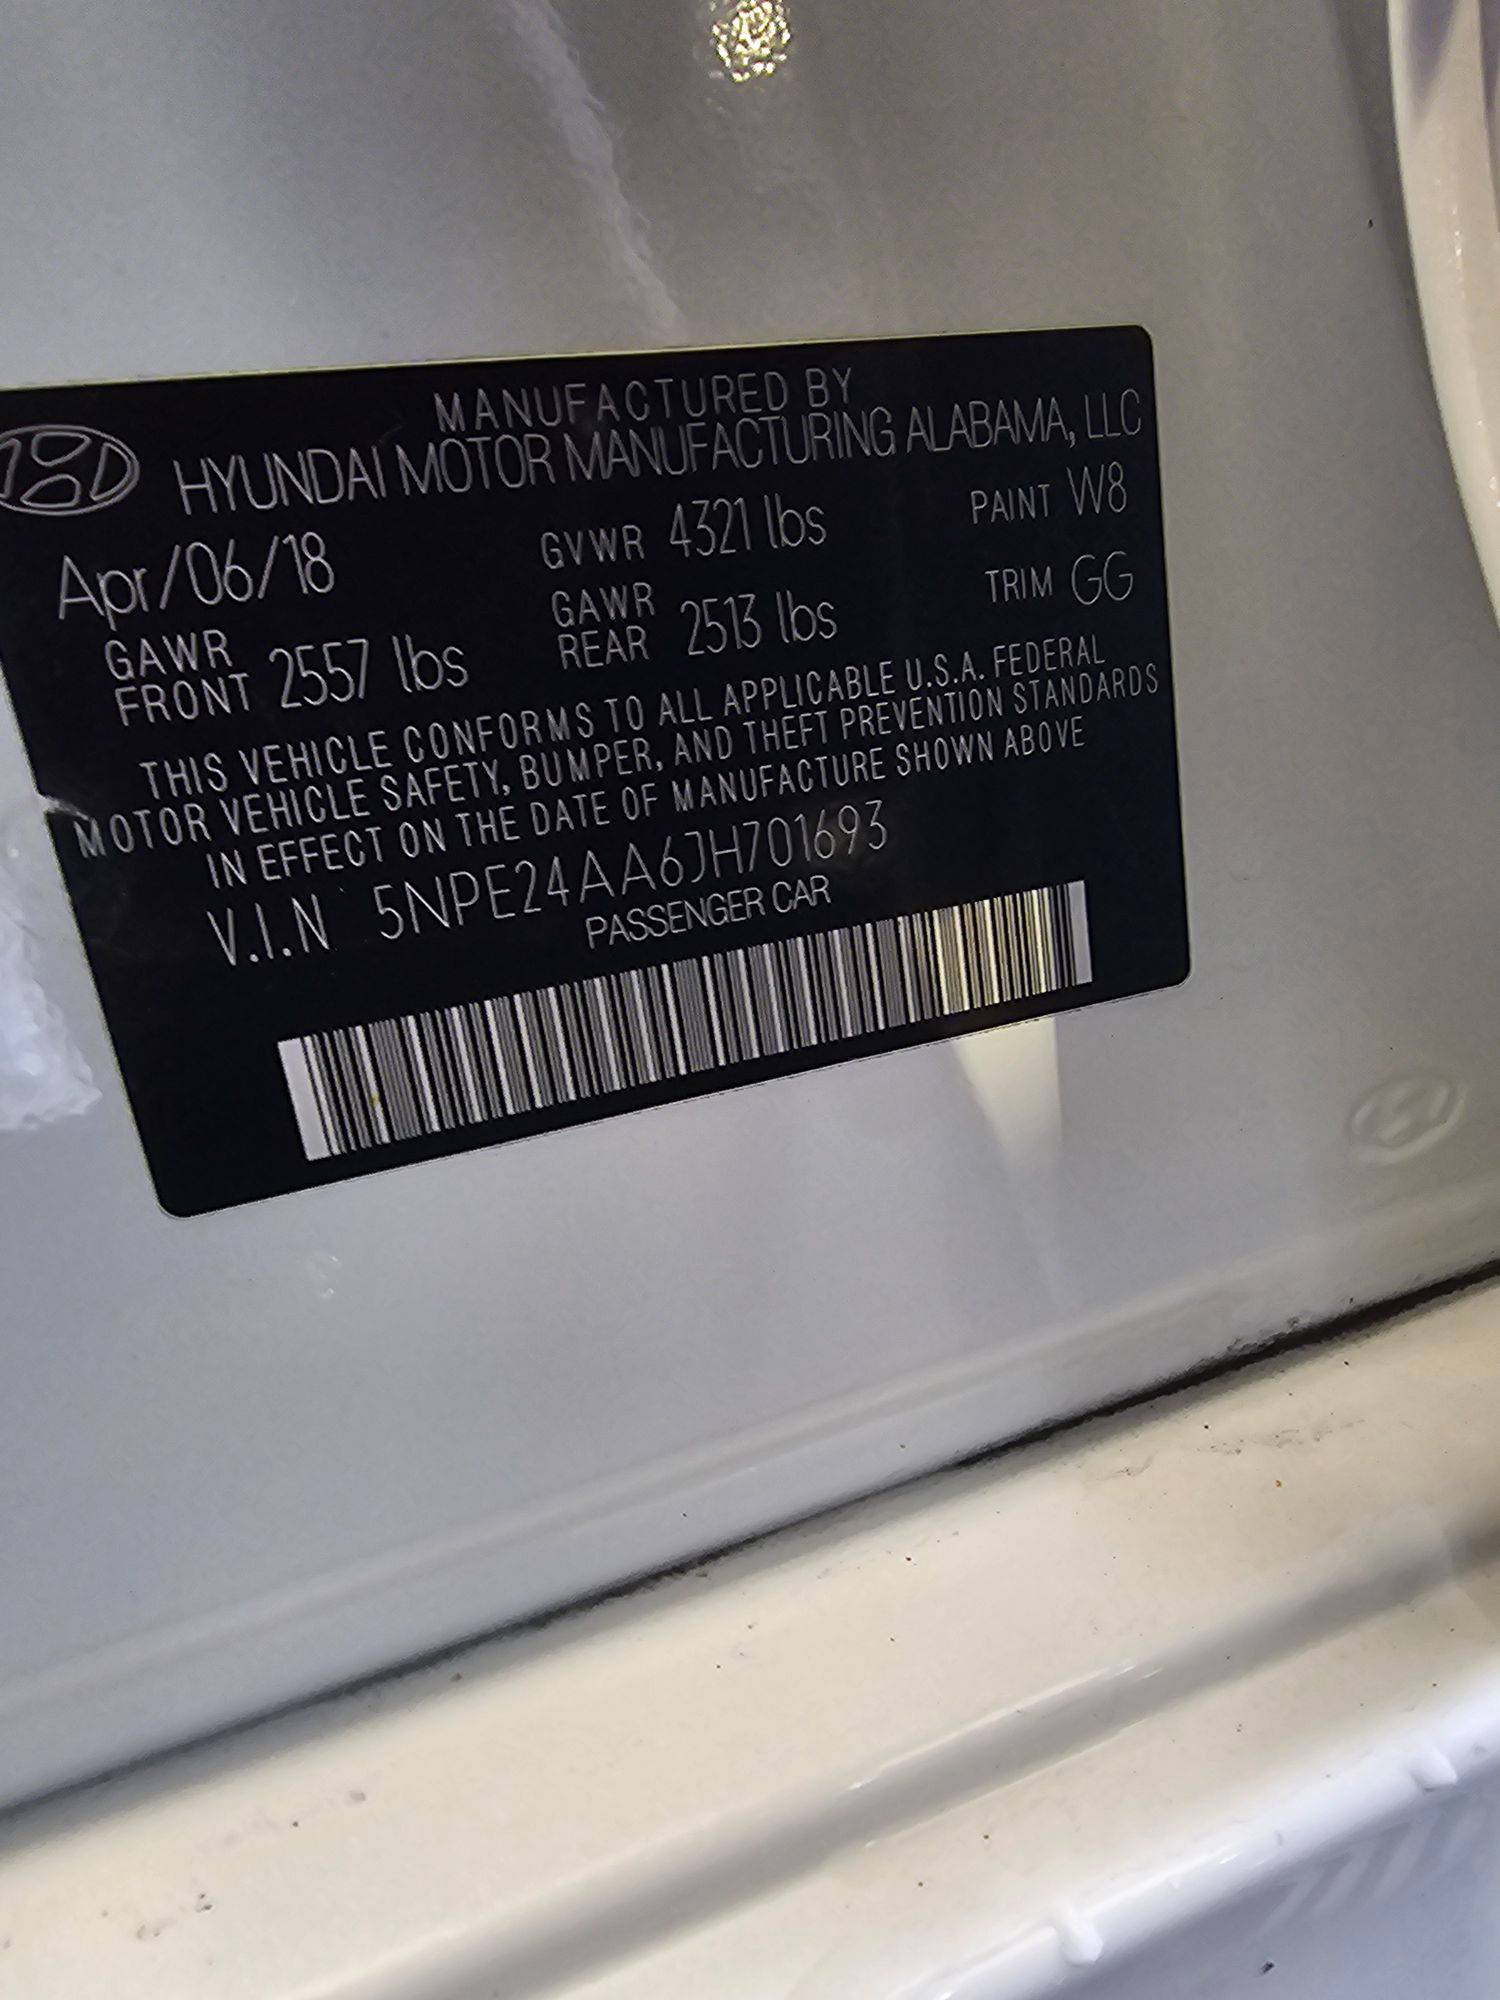 MANUFACTURED BY
HYUNDAI MOTOR MANUFACTURING ALABAMA, LLC
Apr/06/18 GVWR 4321 lbs PAINT W8
GAWR FRONT 2557 lbs GAWR REAR 2513 lbs TRIM GG
THIS VEHICLE CONFORMS TO ALL APPLICABLE U.S.A. FEDERAL
MOTOR VEHICLE SAFETY, BUMPER, AND THEFT PREVENTION STANDARDS
IN EFFECT ON THE DATE OF MANUFACTURE SHOWN ABOVE
V.I.N 5NPE24AA6JH701693
PASSENGER CAR